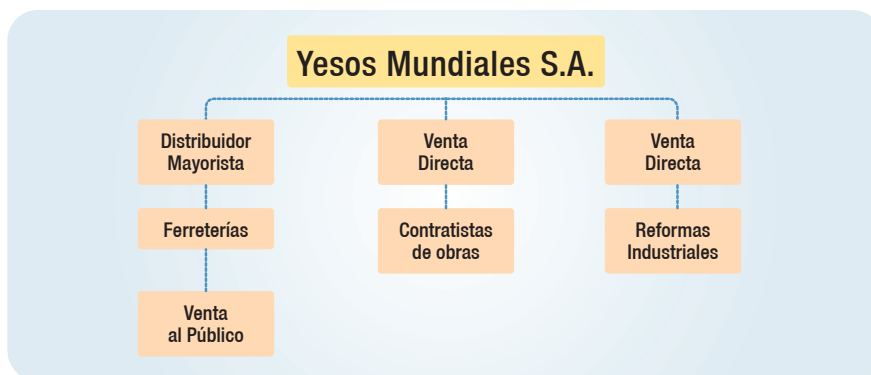 Yesos Mundiales S.A.
Distribuidor
Mayorista
Ferreterías
Venta
al Público
Venta
Directa
Contratistas
de obras
Venta
Directa
Reformas
Industriales